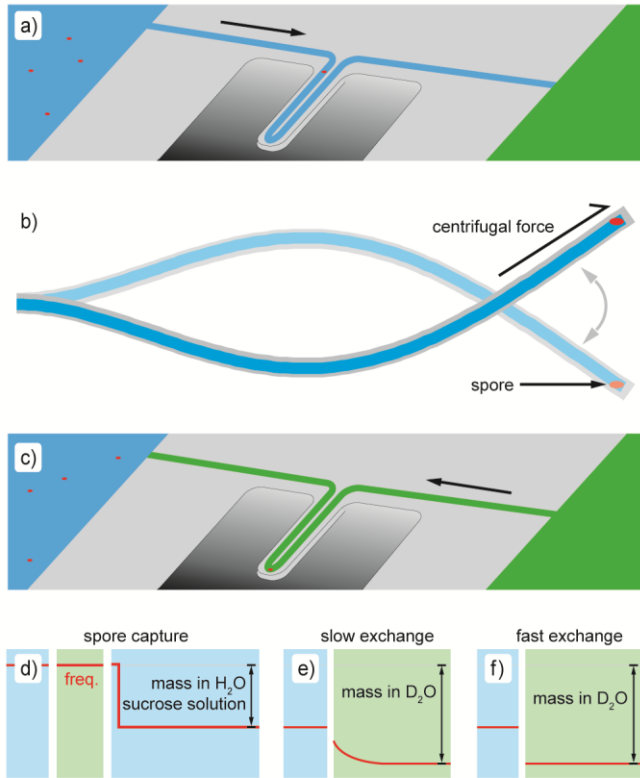 a)
b)
centrifugal force
spore
c)
spore capture
slow exchange
fast exchange
d)
freq.
mass in H₂O
sucrose solution
e)
mass in D₂O
f)
mass in D₂O